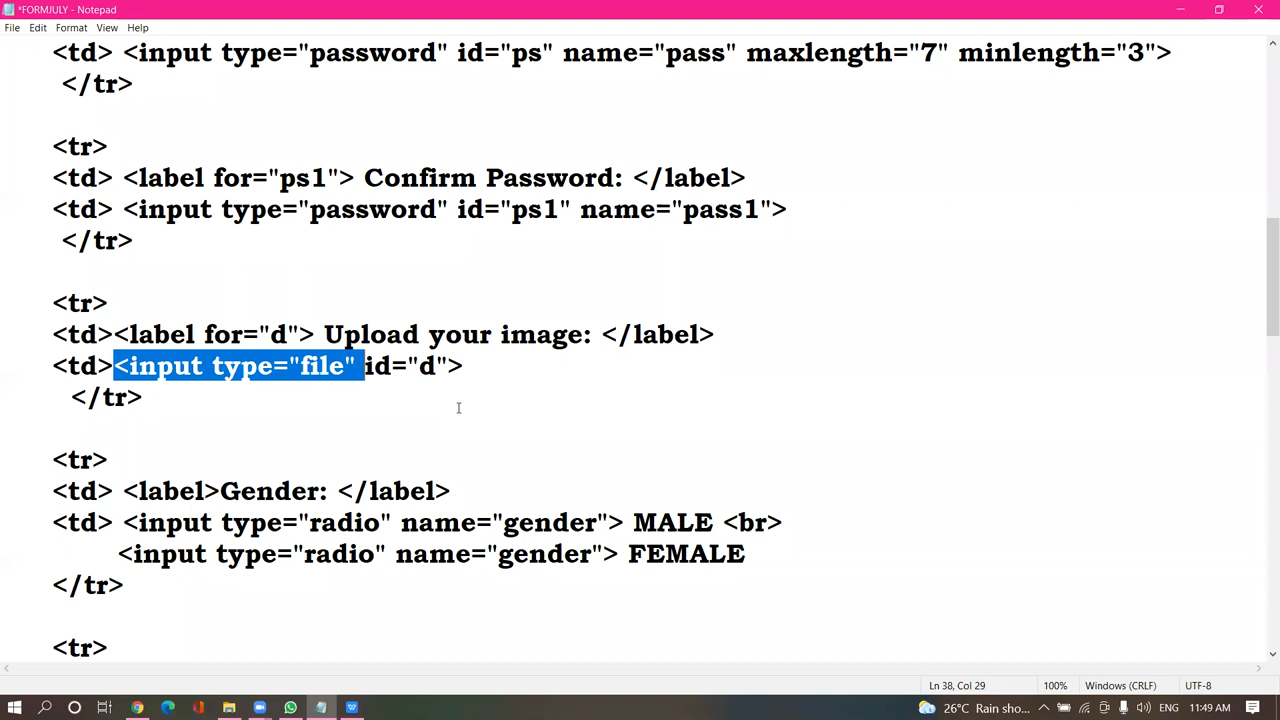 *FORMJULY - Notepad
File Edit Format View Help
<td> <input type="password" id="ps" name="pass" maxlength="7" minlength="3">
</tr>
<tr>
<td> <label for="ps1"> Confirm Password: </label>
<td> <input type="password" id="ps1" name="pass1">
</tr>
<tr>
<td><label for="d"> Upload your image: </label>
<td><input type="file" id="d">
</tr>
<tr>
<td> <label>Gender: </label>
<td> <input type="radio" name="gender"> MALE <br>
<input type="radio" name="gender"> FEMALE
</tr>
<tr>
Ln 38, Col 29 100% Windows (CRLF) UTF-8
26°C Rain sho... 11:49 AM